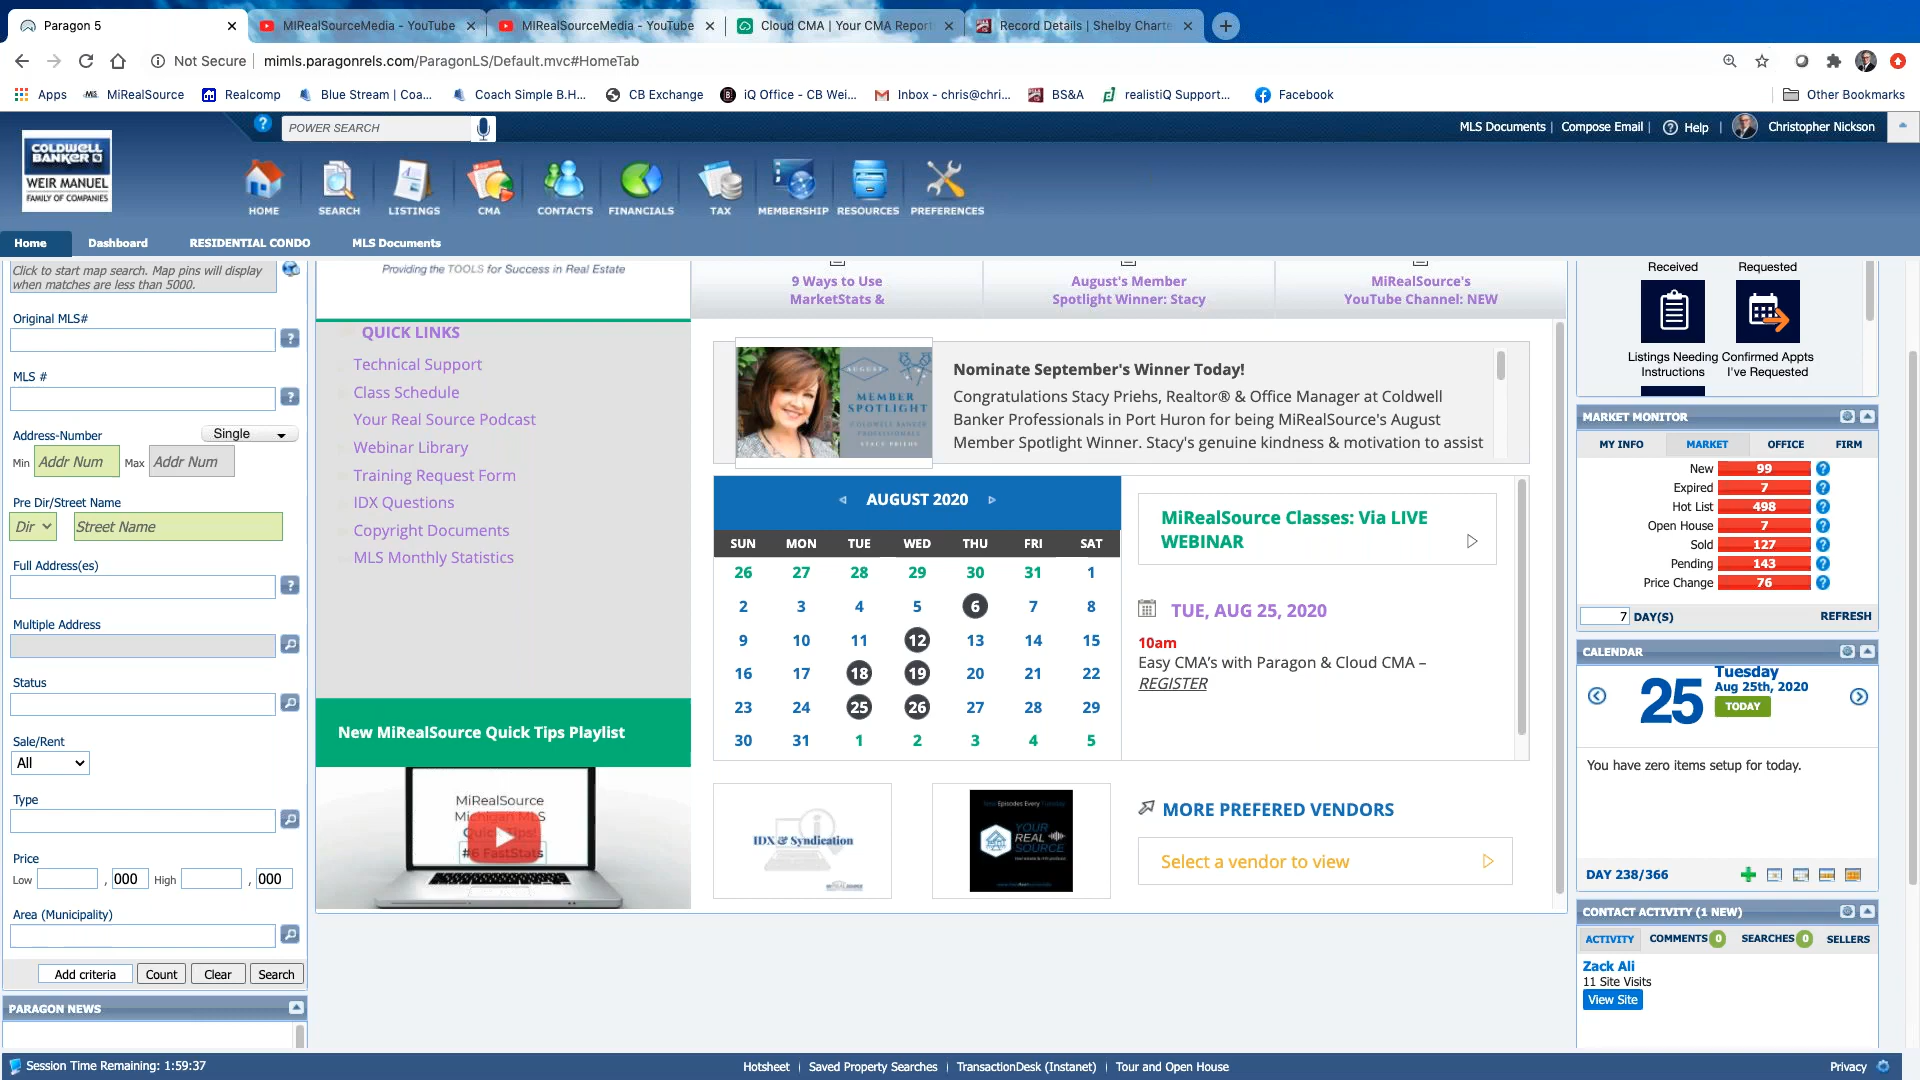 Paragon 5
MIRealSourceMedia - YouTube
MIRealSourceMedia - YouTube
Cloud CMA | Your CMA Report
Record Details | Shelby Charte
Not Secure
mimls.paragonrels.com/ParagonLS/Default.mvc#HomeTab
Apps
MiRealSource
Realcomp
Blue Stream | Coa...
Coach Simple B.H...
CB Exchange
iQ Office - CB Wei...
Inbox - chris@chri...
BS&A
realistiQ Support...
Facebook
Other Bookmarks
COLDWELL
BANKER
WEIR MANUEL
FAMILY OF COMPANIES
POWER SEARCH
MLS Documents | Compose Email | Help | Christopher Nickson
HOME
SEARCH
LISTINGS
CMA
CONTACTS
FINANCIALS
TAX
MEMBERSHIP
RESOURCES
PREFERENCES
Home
Dashboard
RESIDENTIAL CONDO
MLS Documents
Click to start map search. Map pins will display
when matches are less than 5000.
Original MLS#
MLS #
Address-Number
Single
Min
Addr Num
Max
Addr Num
Pre Dir/Street Name
Dir
Street Name
Full Address(es)
Multiple Address
Status
Sale/Rent
All
Type
Price
Low , 000 High , 000
Area (Municipality)
Add criteria
Count
Clear
Search
PARAGON NEWS
Providing the TOOLS for Success in Real Estate
QUICK LINKS
Technical Support
Class Schedule
Your Real Source Podcast
Webinar Library
Training Request Form
IDX Questions
Copyright Documents
MLS Monthly Statistics
New MiRealSource Quick Tips Playlist
MiRealSource
Michigan MLS
Quick Tips!
#6 FastStats
9 Ways to Use
MarketStats &
August's Member
Spotlight Winner: Stacy
MiRealSource's
YouTube Channel: NEW
AUGUST
MEMBER
SPOTLIGHT
COLDWELL BANKER
PROFESSIONALS
STACY PRIEHS
Nominate September's Winner Today!
Congratulations Stacy Priehs, Realtor® & Office Manager at Coldwell
Banker Professionals in Port Huron for being MiRealSource's August
Member Spotlight Winner. Stacy's genuine kindness & motivation to assist
AUGUST 2020
SUN MON TUE WED THU FRI SAT
26 27 28 29 30 31 1
2 3 4 5 6 7 8
9 10 11 12 13 14 15
16 17 18 19 20 21 22
23 24 25 26 27 28 29
30 31 1 2 3 4 5
MiRealSource Classes: Via LIVE
WEBINAR
TUE, AUG 25, 2020
10am
Easy CMA's with Paragon & Cloud CMA –
REGISTER
IDX & Syndication
New Episodes Every Tuesday
YOUR
REAL
SOURCE
MORE PREFERED VENDORS
Select a vendor to view
Received
Requested
Listings Needing
Instructions
Confirmed Appts
I've Requested
MARKET MONITOR
MY INFO
MARKET
OFFICE
FIRM
New 99
Expired 7
Hot List 498
Open House 7
Sold 127
Pending 143
Price Change 76
7 DAY(S)
REFRESH
CALENDAR
25
Tuesday
Aug 25th, 2020
TODAY
You have zero items setup for today.
DAY 238/366
CONTACT ACTIVITY (1 NEW)
ACTIVITY
COMMENTS 0
SEARCHES 0
SELLERS
Zack Ali
11 Site Visits
View Site
Session Time Remaining: 1:59:37
Hotsheet | Saved Property Searches | TransactionDesk (Instanet) | Tour and Open House
Privacy